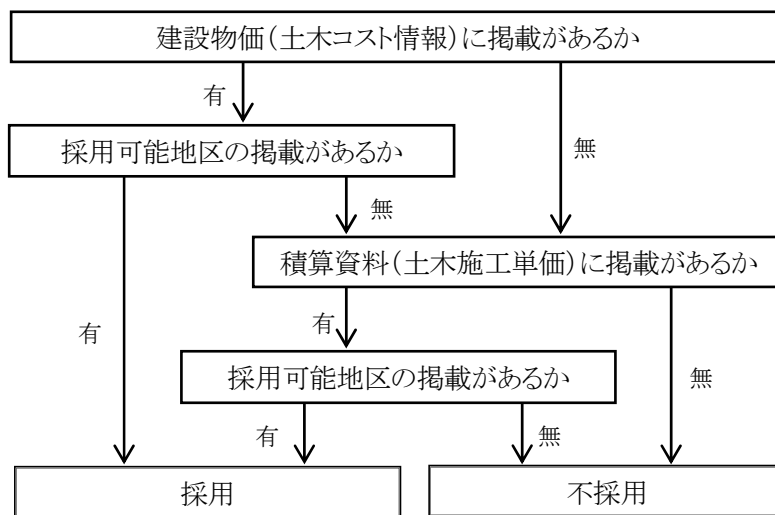 建設物価(土木コスト情報)に掲載があるか
有
採用可能地区の掲載があるか
無
無
積算資料(土木施工単価)に掲載があるか
有
有
採用可能地区の掲載があるか
無
有
無
採用
不採用